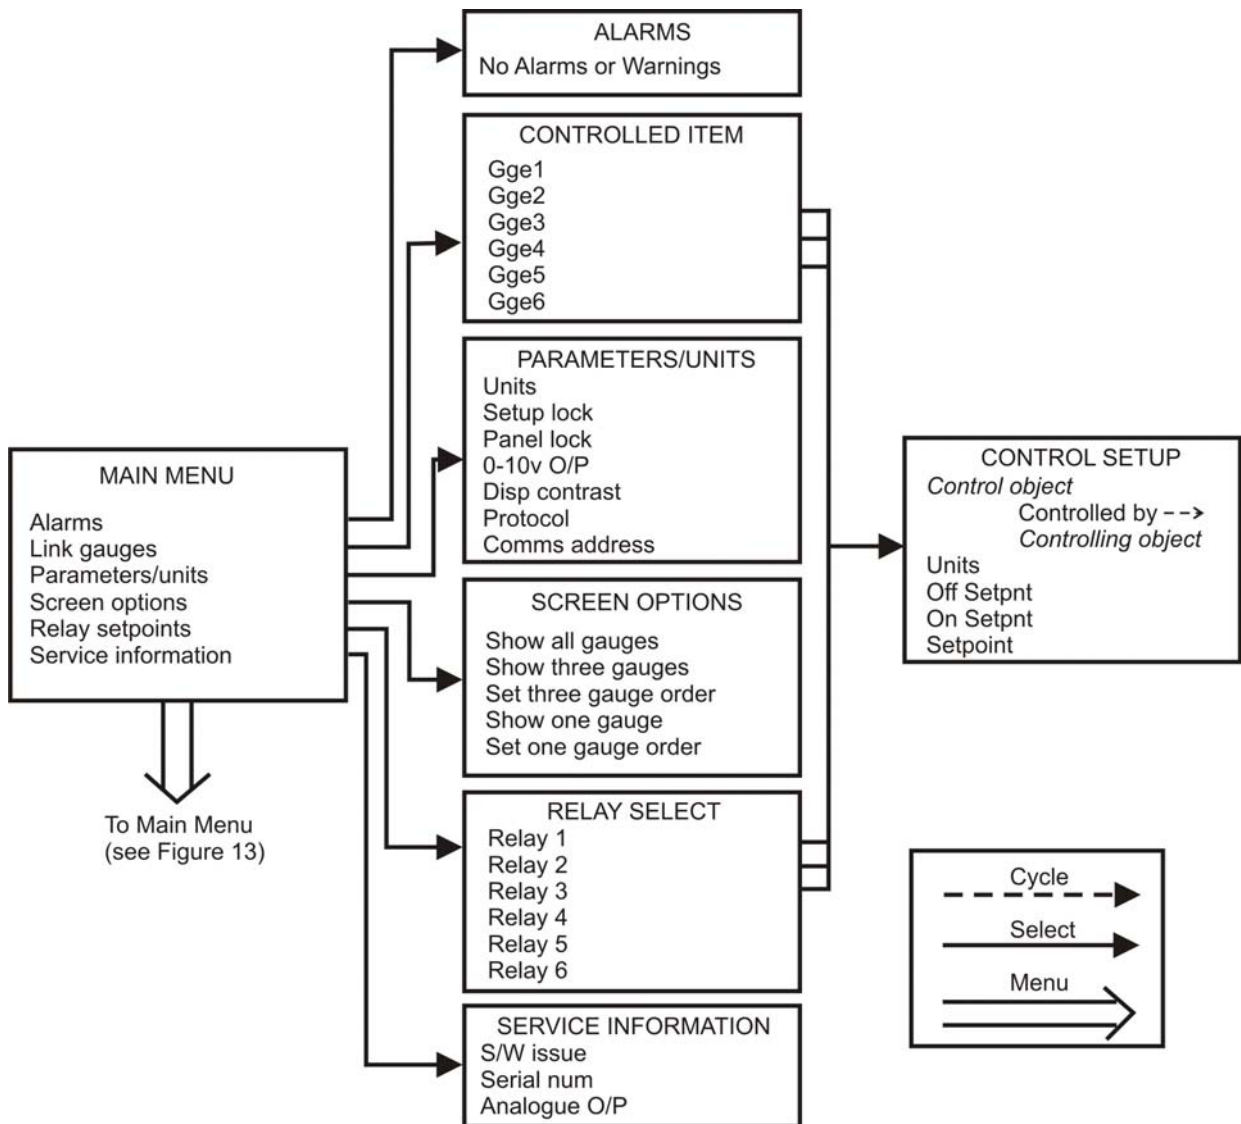 ALARMS
No Alarms or Warnings
CONTROLLED ITEM
Gge1
Gge2
Gge3
Gge4
Gge5
Gge6
PARAMETERS/UNITS
Units
Setup lock
Panel lock
0-10v O/P
Disp contrast
Protocol
Comms address
MAIN MENU
Alarms
Link gauges
Parameters/units
Screen options
Relay setpoints
Service information
To Main Menu
(see Figure 13)
SCREEN OPTIONS
Show all gauges
Show three gauges
Set three gauge order
Show one gauge
Set one gauge order
RELAY SELECT
Relay 1
Relay 2
Relay 3
Relay 4
Relay 5
Relay 6
SERVICE INFORMATION
S/W issue
Serial num
Analogue O/P
CONTROL SETUP
Control object
Controlled by -->
Controlling object
Units
Off Setpnt
On Setpnt
Setpoint
Cycle
Select
Menu